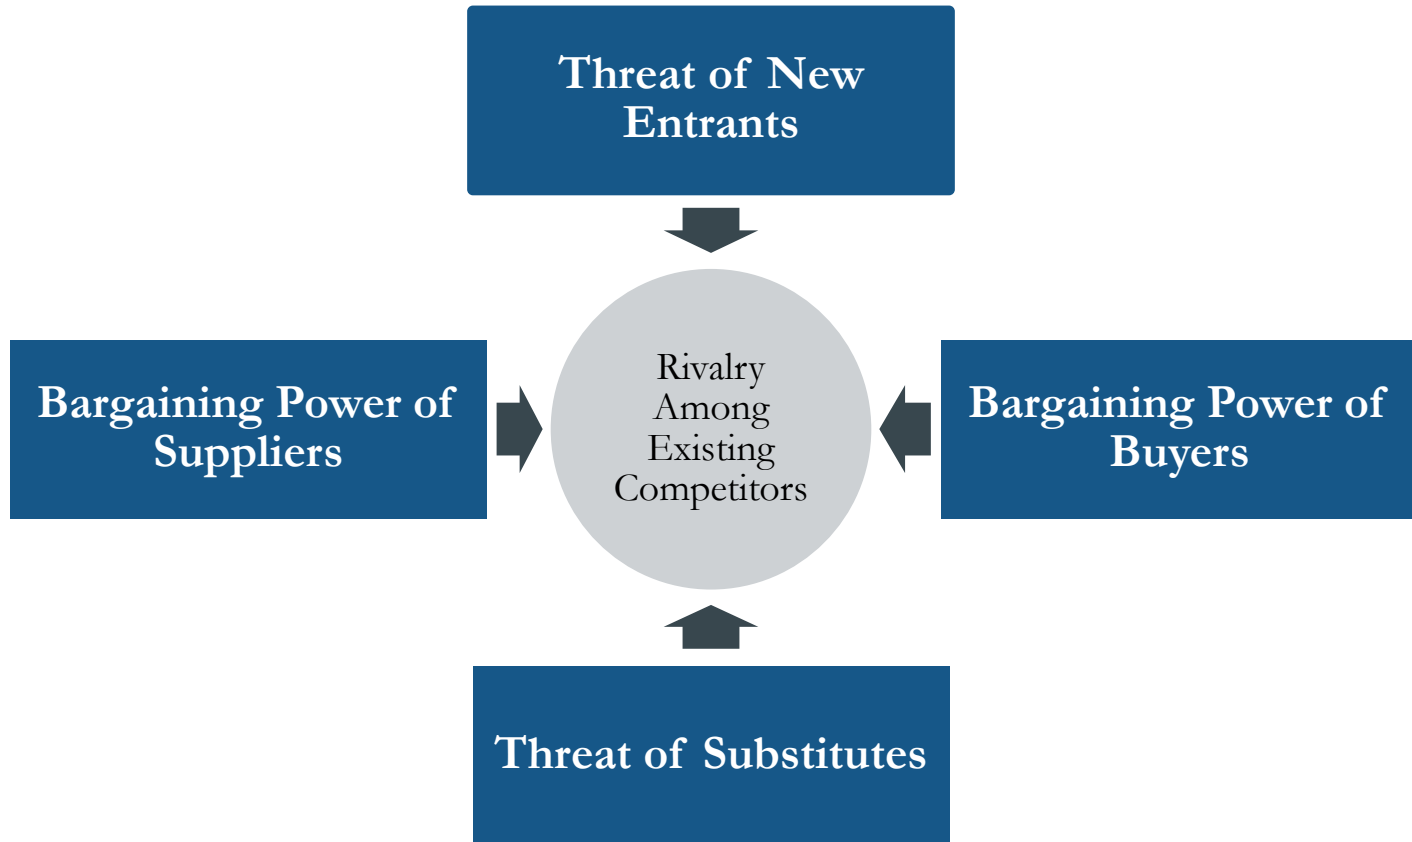 Threat of New
Entrants
Bargaining Power of
Suppliers
Rivalry
Among
Existing
Competitors
Bargaining Power of
Buyers
Threat of Substitutes